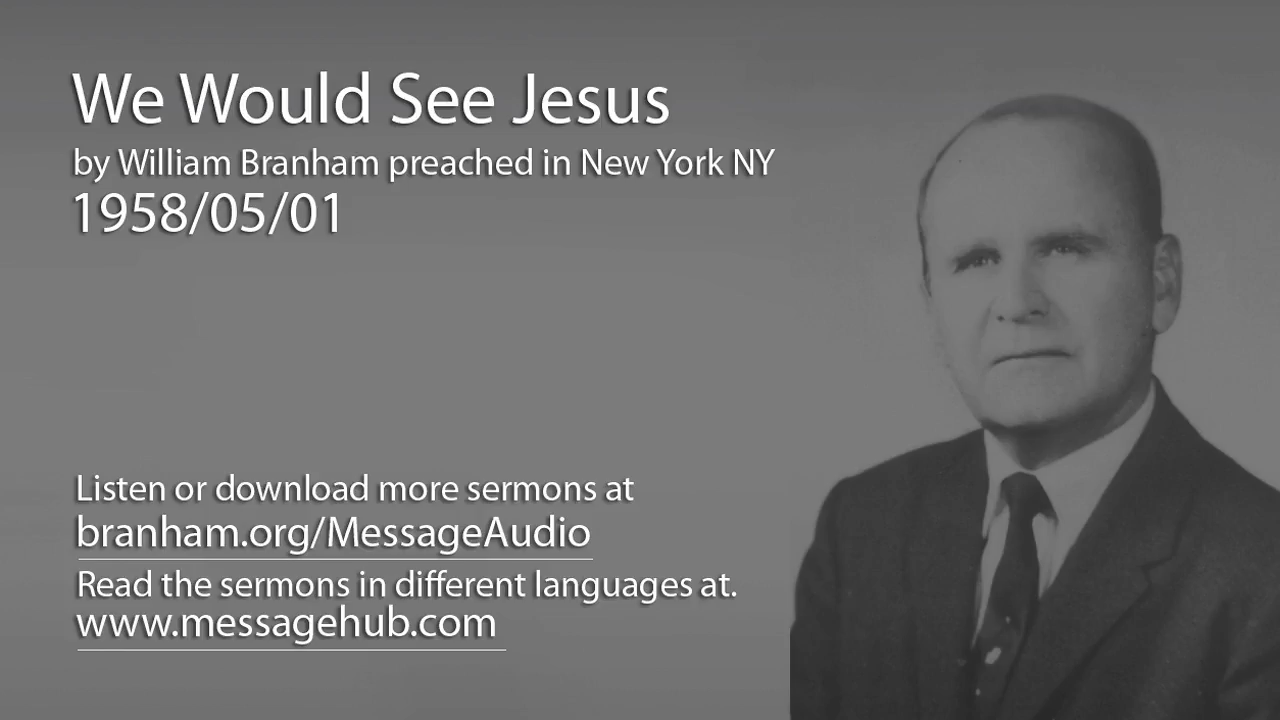 We Would See Jesus
by William Branham preached in New York NY
1958/05/01
Listen or download more sermons at
branham.org/MessageAudio
Read the sermons in different languages at.
www.messagehub.com